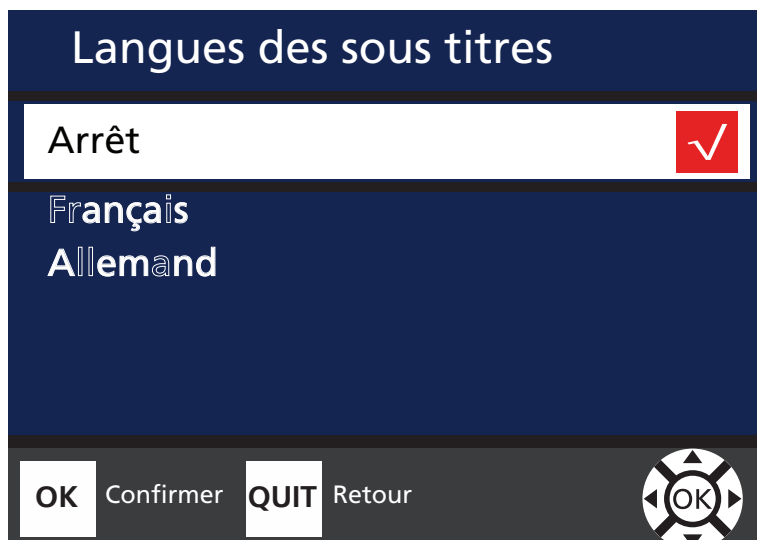 Langues des sous titres
Arrêt
Français
Allemand
OK Confirmer QUIT Retour OK